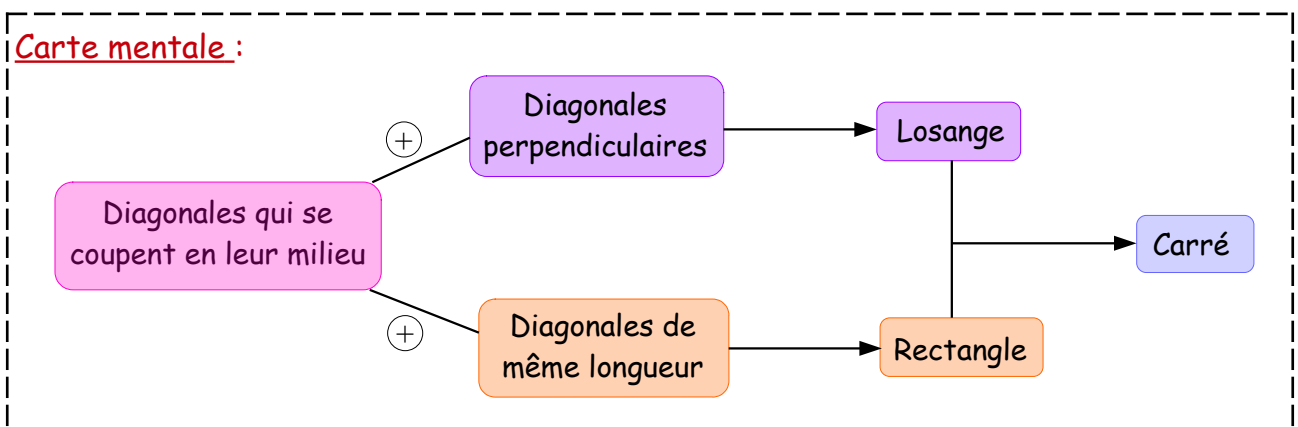 Carte mentale :
Diagonales
perpendiculaires
Losange
+
Diagonales qui se
coupent en leur milieu
Carré
+
Diagonales de
même longueur
Rectangle